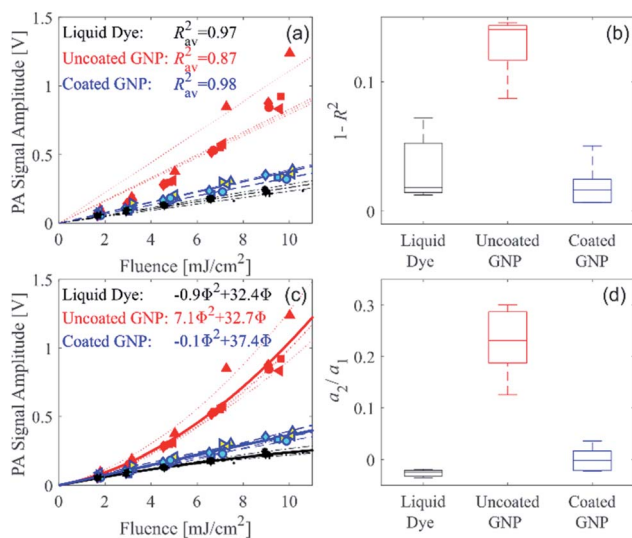 PA Signal Amplitude [V]
1.5
1
0.5
0
0 2 4 6 8 10
Fluence [mJ/cm²]
(a)
Liquid Dye: R²av=0.97
Uncoated GNP: R²av=0.87
Coated GNP: R²av=0.98
(b)
1- R²
0.1
0
Liquid Dye
Uncoated GNP
Coated GNP
PA Signal Amplitude [V]
1.5
1
0.5
0
0 2 4 6 8 10
Fluence [mJ/cm²]
(c)
Liquid Dye: -0.9Φ²+32.4Φ
Uncoated GNP: 7.1Φ²+32.7Φ
Coated GNP: -0.1Φ²+37.4Φ
(d)
a₂/a₁
0.3
0.2
0.1
0
Liquid Dye
Uncoated GNP
Coated GNP